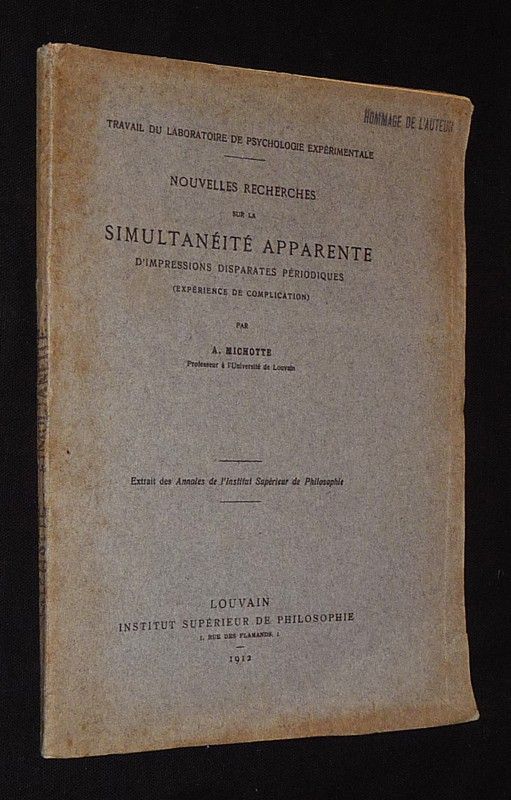 HOMMAGE DE L'AUTEUR
TRAVAIL DU LABORATOIRE DE PSYCHOLOGIE EXPÉRIMENTALE
NOUVELLES RECHERCHES
SUR LA
SIMULTANÉITÉ APPARENTE
D'IMPRESSIONS DISPARATES PÉRIODIQUES
(EXPÉRIENCE DE COMPLICATION)
PAR
A. MICHOTTE
Professeur à l'Université de Louvain
Extrait des Annales de l'Institut Supérieur de Philosophie
LOUVAIN
INSTITUT SUPÉRIEUR DE PHILOSOPHIE
1, RUE DES FLAMANDS, 1
1912